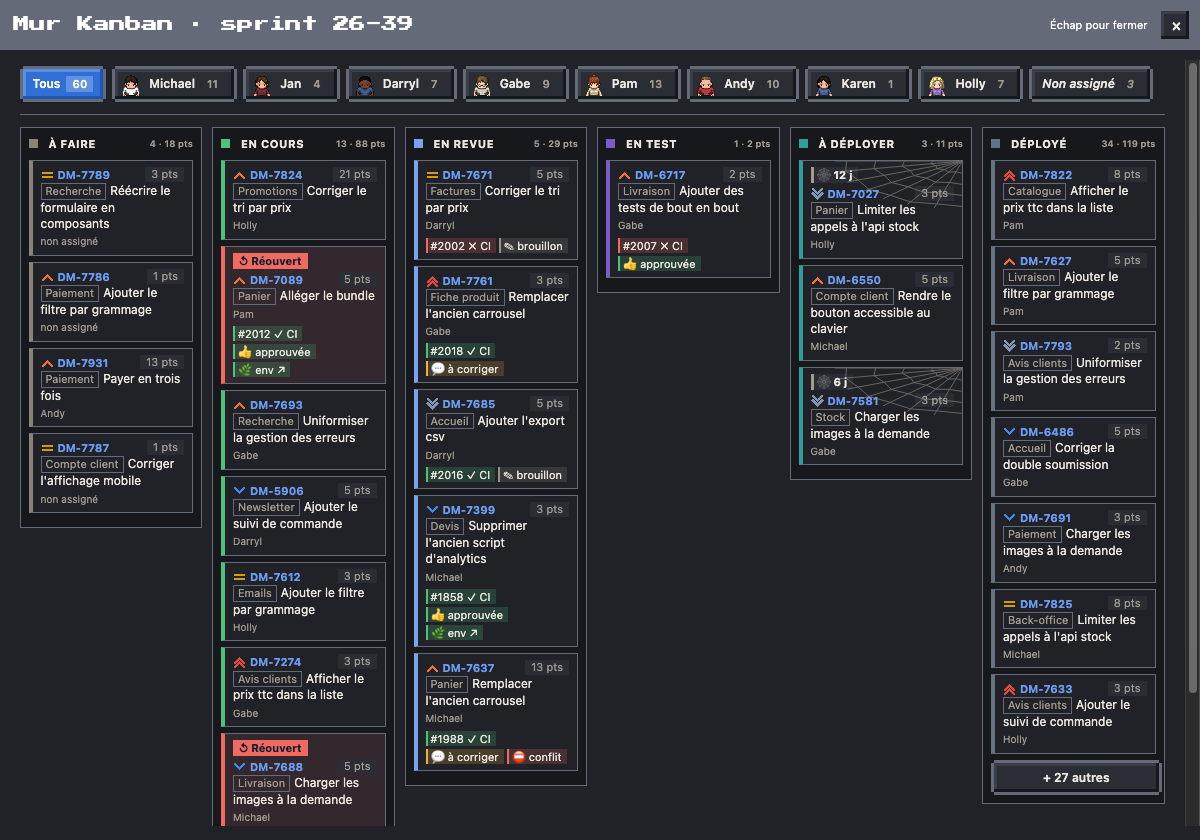 Mur Kanban · sprint 26-39
Échap pour fermer ×
Tous 60
Michael 11
Jan 4
Darryl 7
Gabe 9
Pam 13
Andy 10
Karen 1
Holly 7
Non assigné 3
À FAIRE 4 · 18 pts
DM-7789 3 pts
Recherche Réécrire le
formulaire en
composants
non assigné
DM-7786 1 pts
Paiement Ajouter le
filtre par grammage
non assigné
DM-7931 13 pts
Paiement Payer en trois
fois
Andy
DM-7787 1 pts
Compte client Corriger
l'affichage mobile
non assigné
EN COURS 13 · 88 pts
DM-7824 21 pts
Promotions Corriger le
tri par prix
Holly
↺ Réouvert
DM-7089 5 pts
Panier Alléger le bundle
Pam
#2012 ✓ CI
👍 approuvée
🌿 env ↗
DM-7693
Recherche Uniformiser
la gestion des erreurs
Gabe
DM-5906 5 pts
Newsletter Ajouter le
suivi de commande
Darryl
DM-7612 3 pts
Emails Ajouter le filtre
par grammage
Holly
DM-7274 3 pts
Avis clients Afficher le
prix ttc dans la liste
Gabe
↺ Réouvert
DM-7688 5 pts
Livraison Charger les
images à la demande
Michael
EN REVUE 5 · 29 pts
DM-7671 5 pts
Factures Corriger le tri
par prix
Darryl
#2002 ✕ CI ✎ brouillon
DM-7761 3 pts
Fiche produit Remplacer
l'ancien carrousel
Gabe
#2018 ✓ CI
💬 à corriger
DM-7685 5 pts
Accueil Ajouter l'export
csv
Darryl
#2016 ✓ CI ✎ brouillon
DM-7399 3 pts
Devis Supprimer
l'ancien script
d'analytics
Michael
#1858 ✓ CI
👍 approuvée
🌿 env ↗
DM-7637 13 pts
Panier Remplacer
l'ancien carrousel
Michael
#1988 ✓ CI
💬 à corriger ⛔ conflit
EN TEST 1 · 2 pts
DM-6717 2 pts
Livraison Ajouter des
tests de bout en bout
Gabe
#2007 ✕ CI
👍 approuvée
À DÉPLOYER 3 · 11 pts
🕸 12 j
DM-7027 3 pts
Panier Limiter les
appels à l'api stock
Holly
DM-6550 5 pts
Compte client Rendre le
bouton accessible au
clavier
Michael
🕸 6 j
DM-7581 3 pts
Stock Charger les
images à la demande
Gabe
DÉPLOYÉ 34 · 119 pts
DM-7822 8 pts
Catalogue Afficher le
prix ttc dans la liste
Pam
DM-7627 5 pts
Livraison Ajouter le
filtre par grammage
Pam
DM-7793 2 pts
Avis clients Uniformiser
la gestion des erreurs
Pam
DM-6486 5 pts
Accueil Corriger la
double soumission
Gabe
DM-7691 3 pts
Paiement Charger les
images à la demande
Andy
DM-7825 8 pts
Back-office Limiter les
appels à l'api stock
Michael
DM-7633 3 pts
Avis clients Ajouter le
suivi de commande
Holly
+ 27 autres